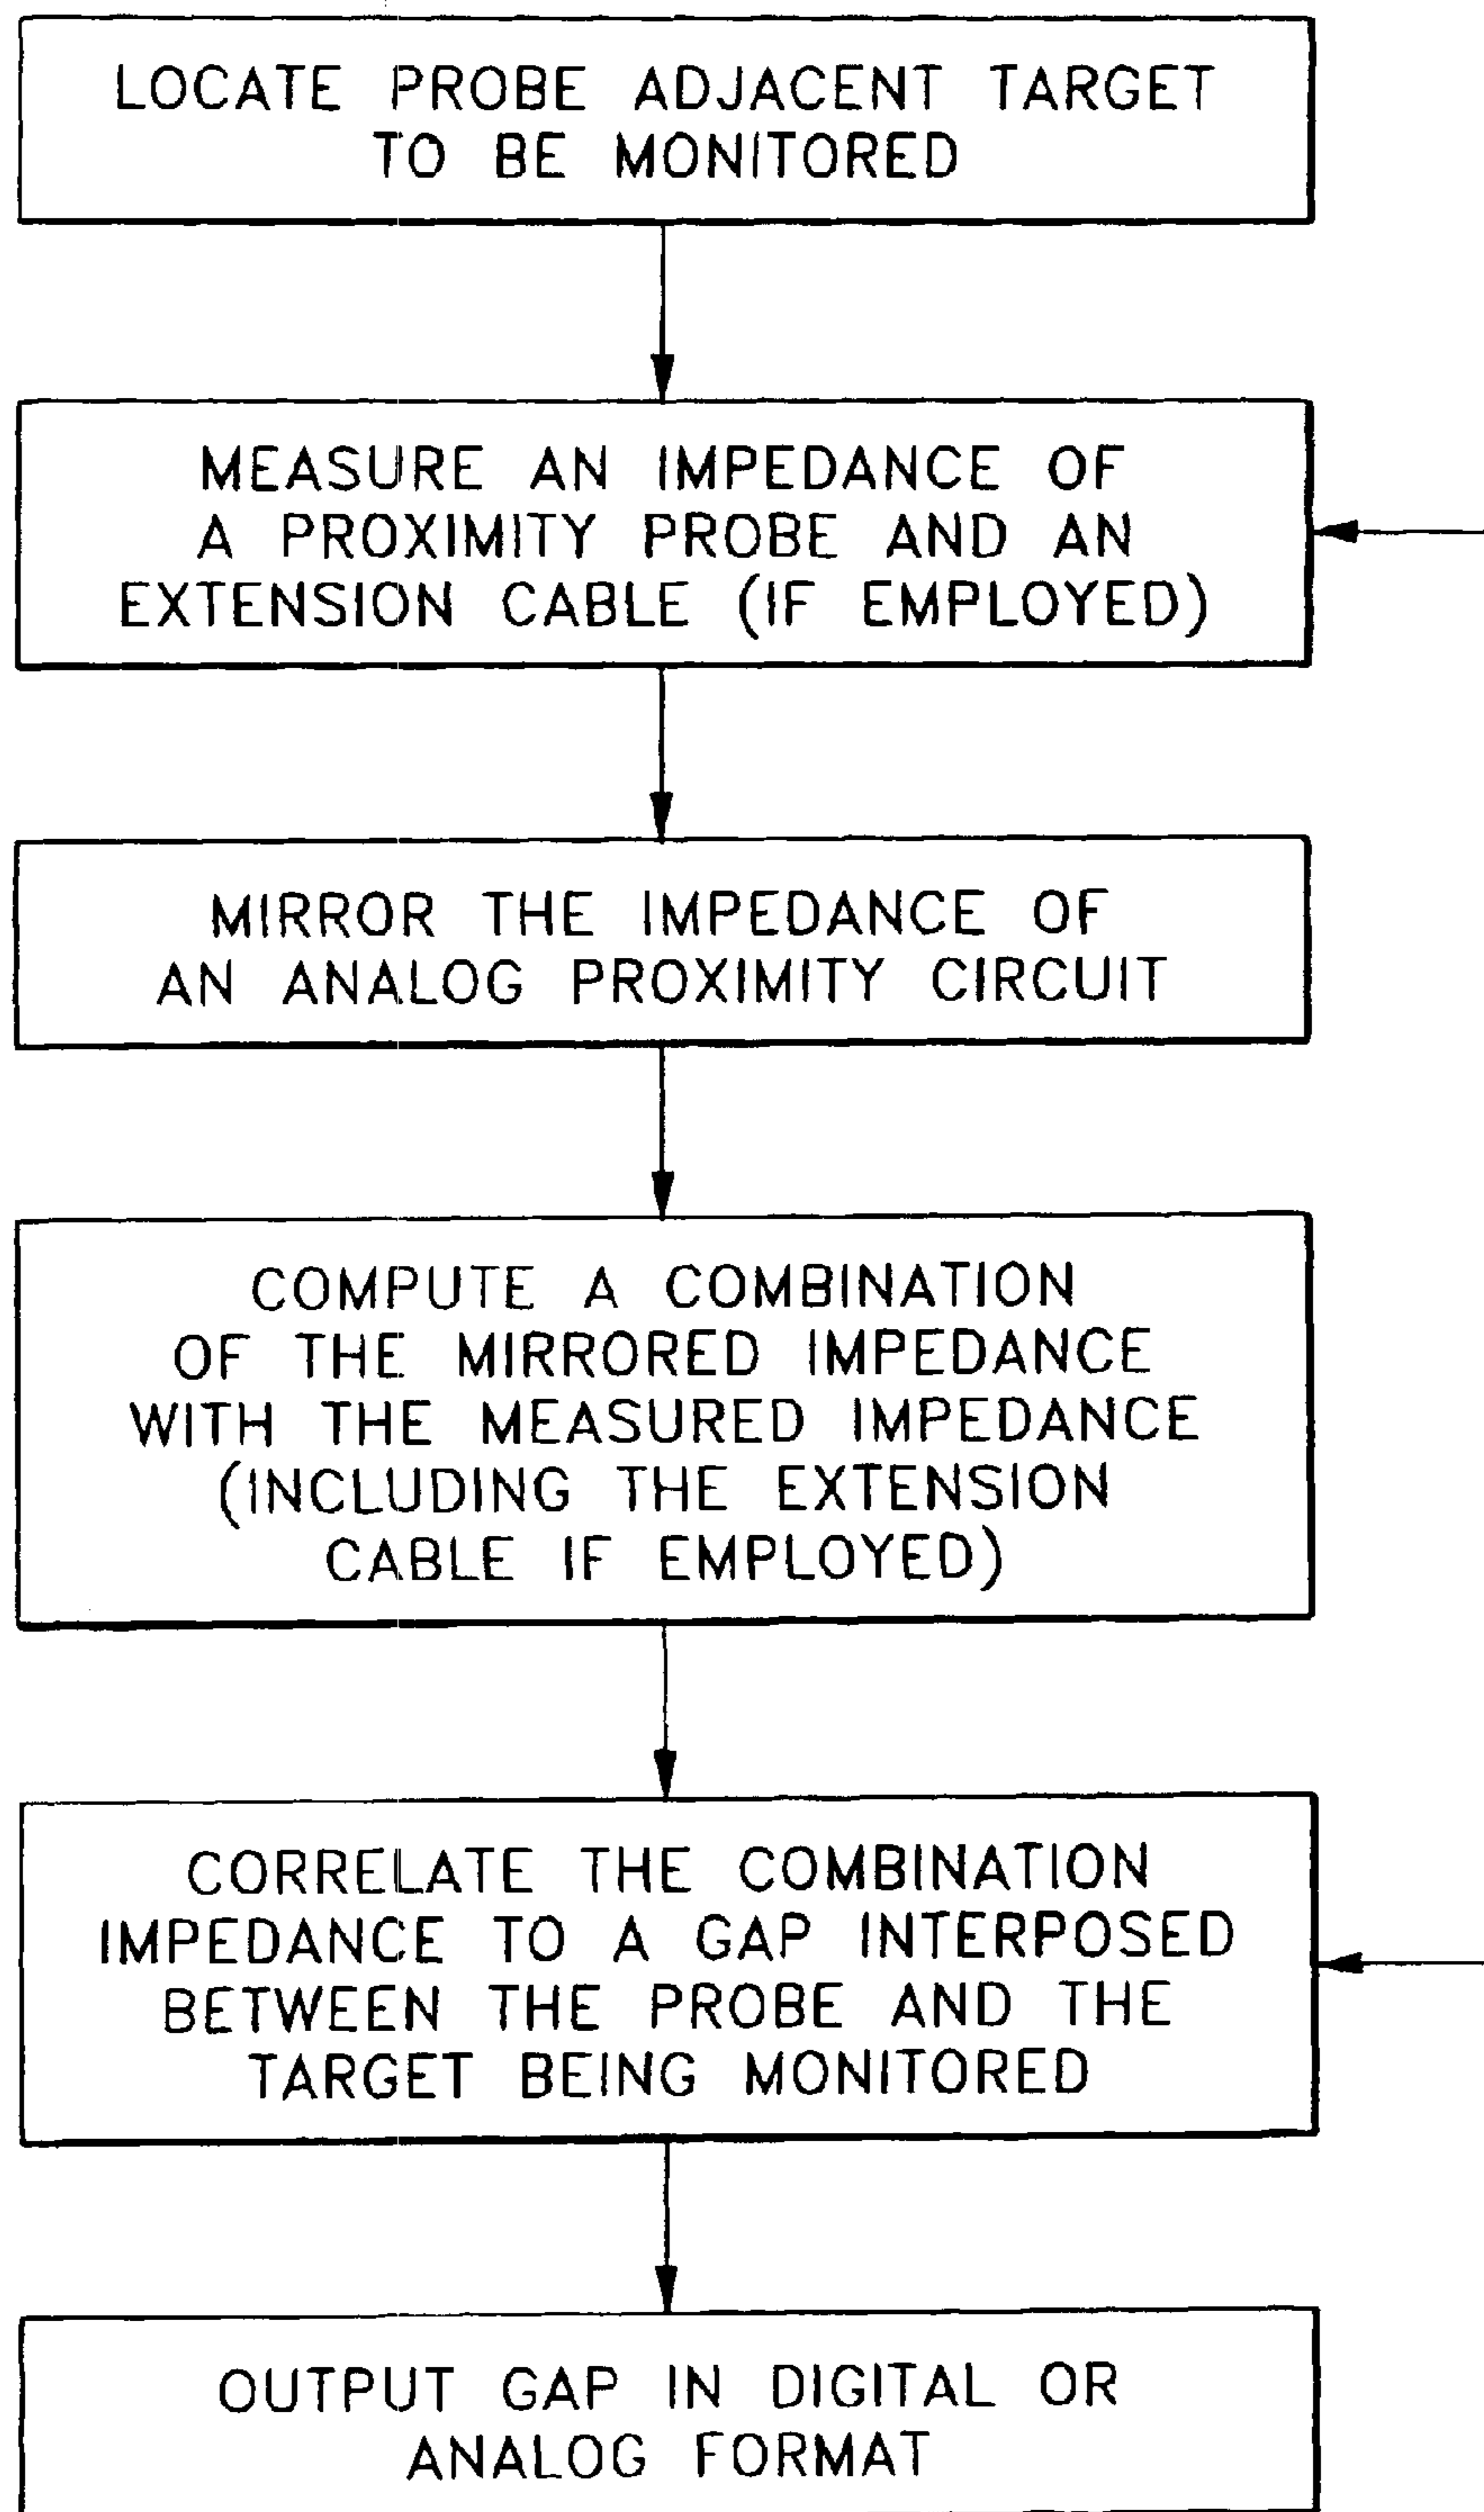 LOCATE PROBE ADJACENT TARGET
TO BE MONITORED
MEASURE AN IMPEDANCE OF
A PROXIMITY PROBE AND AN
EXTENSION CABLE (IF EMPLOYED)
MIRROR THE IMPEDANCE OF
AN ANALOG PROXIMITY CIRCUIT
COMPUTE A COMBINATION
OF THE MIRRORED IMPEDANCE
WITH THE MEASURED IMPEDANCE
(INCLUDING THE EXTENSION
CABLE IF EMPLOYED)
CORRELATE THE COMBINATION
IMPEDANCE TO A GAP INTERPOSED
BETWEEN THE PROBE AND THE
TARGET BEING MONITORED
OUTPUT GAP IN DIGITAL OR
ANALOG FORMAT